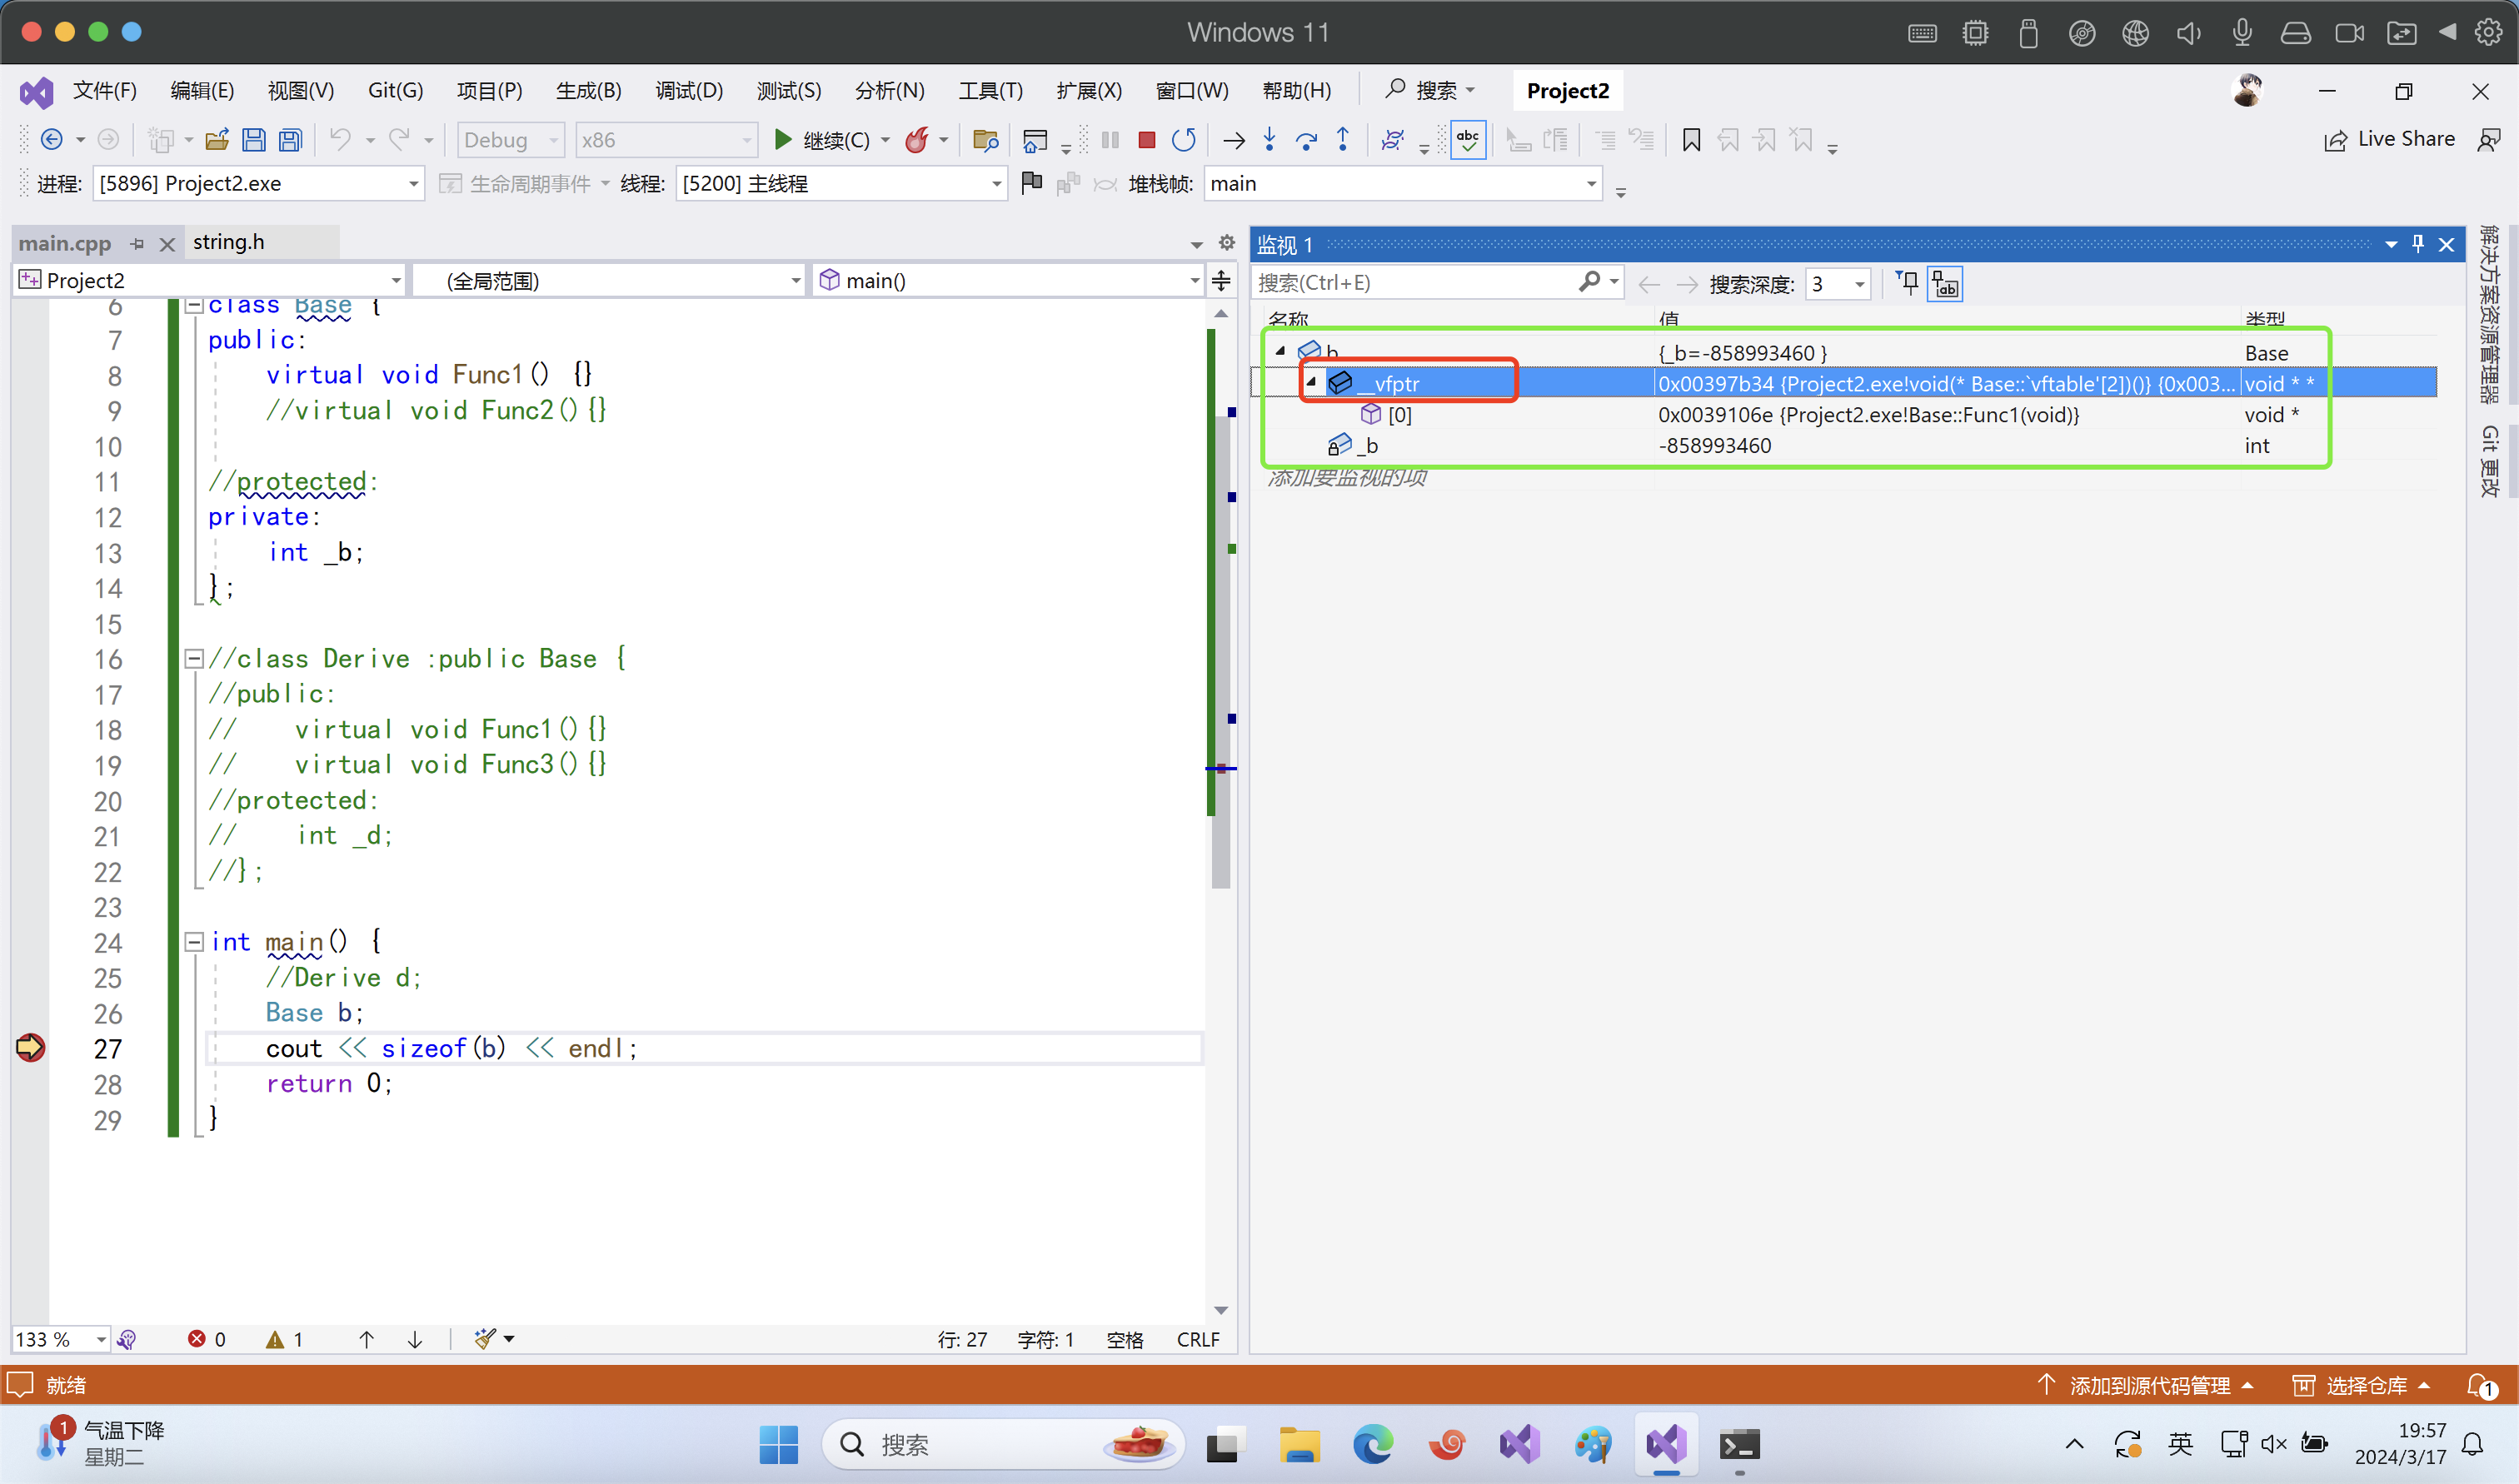 Windows 11
文件(F) 编辑(E) 视图(V) Git(G) 项目(P) 生成(B) 调试(D) 测试(S) 分析(N) 工具(T) 扩展(X) 窗口(W) 帮助(H) 搜索 Project2
Debug x86 继续(C) abc Live Share
进程: [5896] Project2.exe 生命周期事件 线程: [5200] 主线程 堆栈帧: main
main.cpp string.h
Project2 (全局范围) main()
6 class Base {
7 public:
8 virtual void Func1() {}
9 //virtual void Func2(){}
10
11 //protected:
12 private:
13 int _b;
14 };
15
16 //class Derive :public Base {
17 //public:
18 // virtual void Func1(){}
19 // virtual void Func3(){}
20 //protected:
21 // int _d;
22 //};
23
24 int main() {
25 //Derive d;
26 Base b;
27 cout << sizeof(b) << endl;
28 return 0;
29 }
133 % 0 1 行: 27 字符: 1 空格 CRLF
监视 1
搜索(Ctrl+E) 搜索深度: 3 ab
名称 值 类型
b {_b=-858993460 } Base
__vfptr 0x00397b34 {Project2.exe!void(* Base::`vftable'[2])()} {0x003... void * *
[0] 0x0039106e {Project2.exe!Base::Func1(void)} void *
_b -858993460 int
添加要监视的项
解决方案资源管理器
Git 更改
就绪 添加到源代码管理 选择仓库 1
1 气温下降
星期二
搜索
英
19:57
2024/3/17